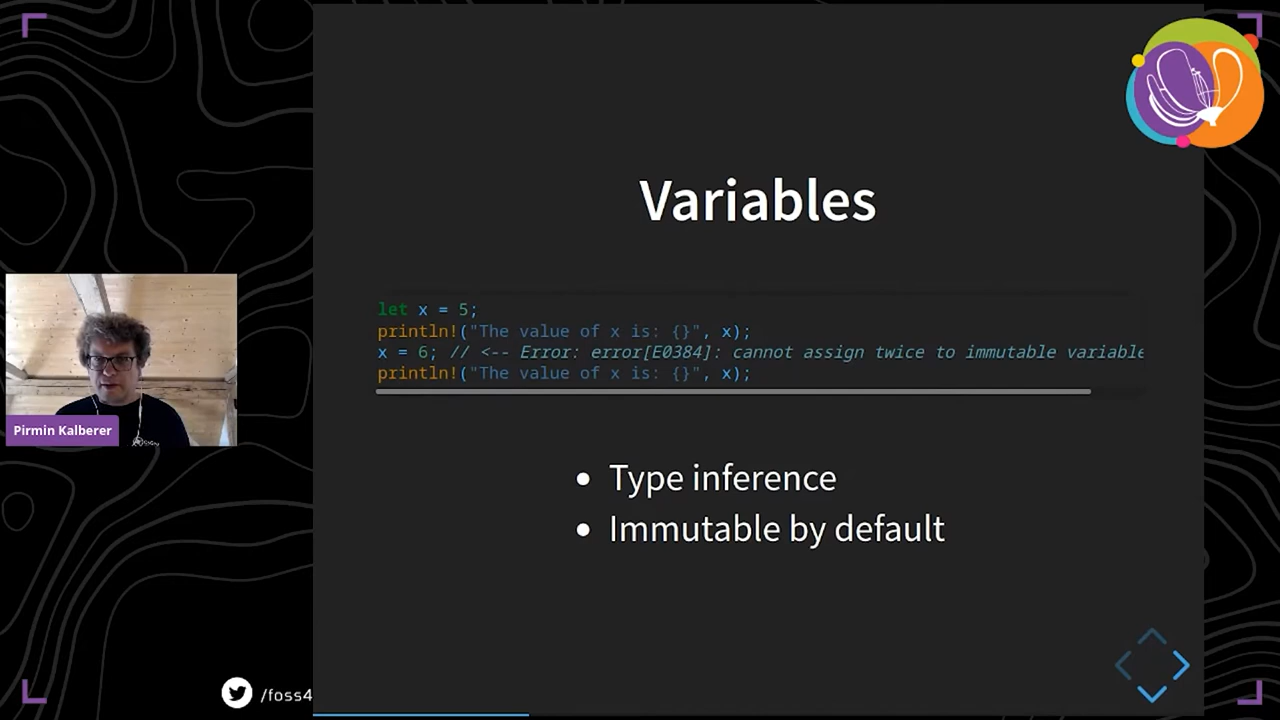 Variables
let x = 5;
println!("The value of x is: {}", x);
x = 6; // <-- Error: error[E0384]: cannot assign twice to immutable variable
println!("The value of x is: {}", x);
• Type inference
• Immutable by default
Pirmin Kalberer
/foss4